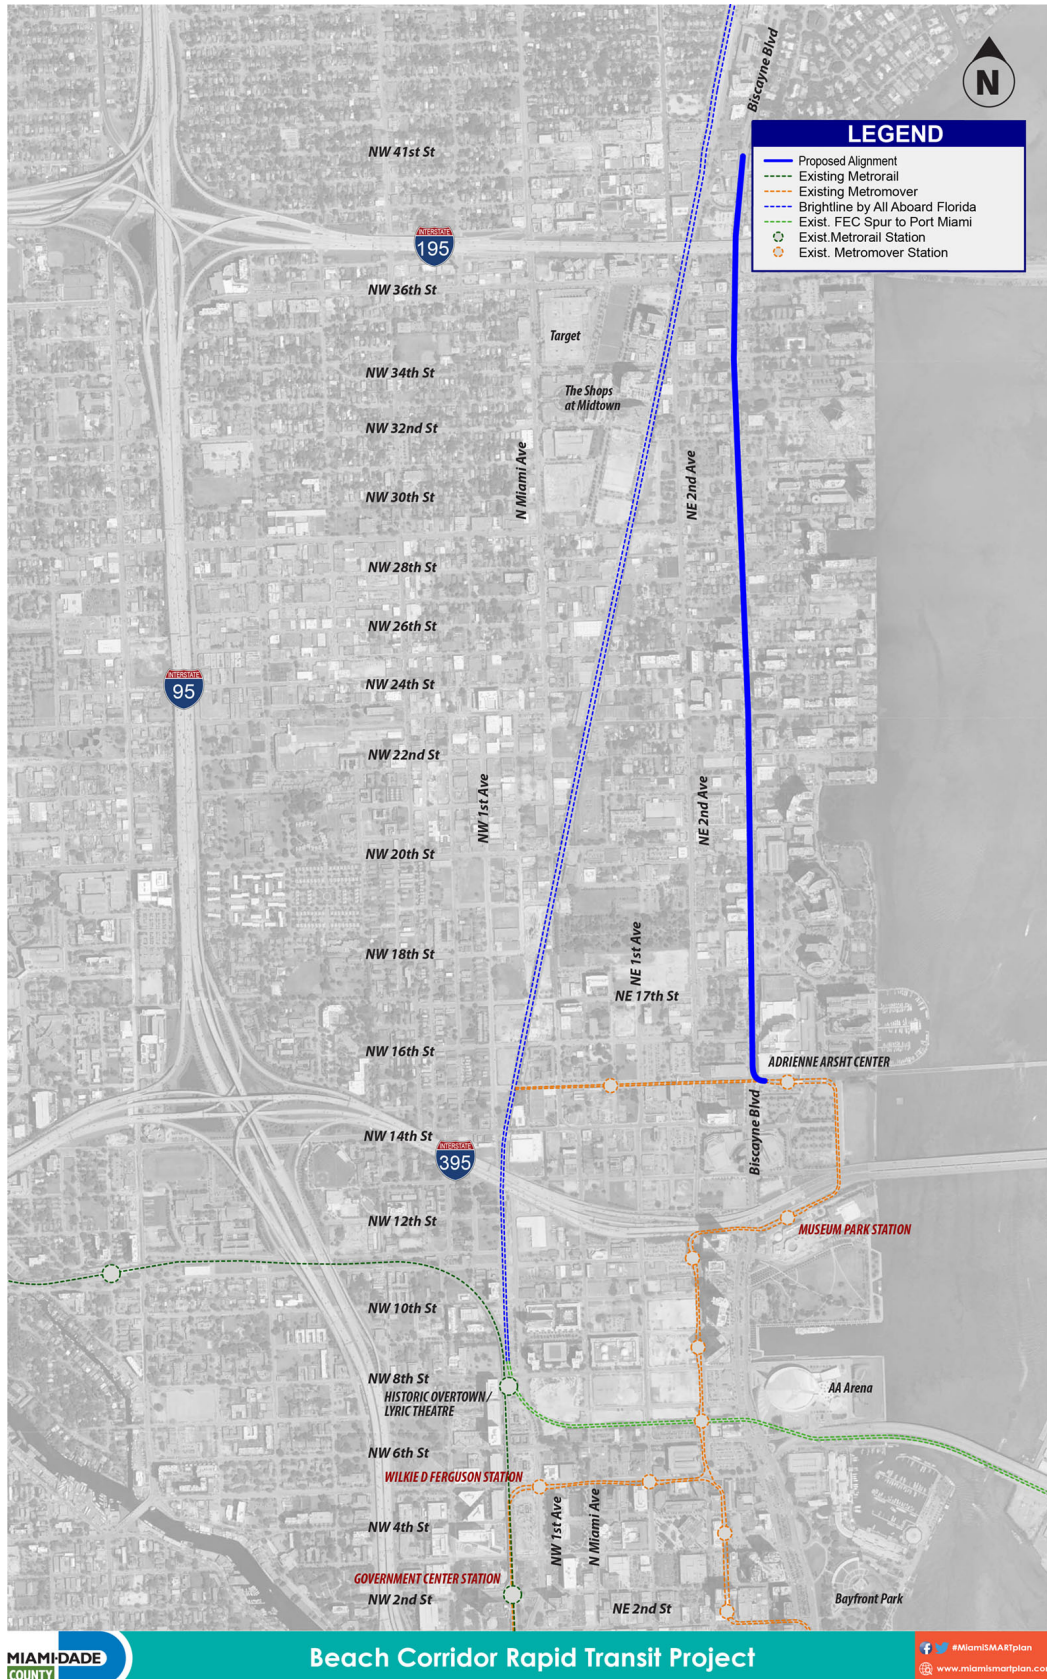 Biscayne Blvd
N
LEGEND
Proposed Alignment
Existing Metrorail
Existing Metromover
Brightline by All Aboard Florida
Exist. FEC Spur to Port Miami
Exist.Metrorail Station
Exist. Metromover Station
NW 41st St
INTERSTATE
195
NW 36th St
Target
NW 34th St
The Shops
at Midtown
NW 32nd St
N Miami Ave
NE 2nd Ave
NW 30th St
NW 28th St
NW 26th St
INTERSTATE
95
NW 24th St
NW 22nd St
NW 1st Ave
NE 2nd Ave
NW 20th St
NW 18th St
NE 1st Ave
NE 17th St
NW 16th St
ADRIENNE ARSHT CENTER
Biscayne Blvd
NW 14th St
INTERSTATE
395
NW 12th St
MUSEUM PARK STATION
NW 10th St
NW 8th St
HISTORIC OVERTOWN/
LYRIC THEATRE
AA Arena
NW 6th St
WILKIE D FERGUSON STATION
NW 4th St
NW 1st Ave
N Miami Ave
GOVERNMENT CENTER STATION
NW 2nd St
NE 2nd St
Bayfront Park
MIAMI-DADE
COUNTY
Beach Corridor Rapid Transit Project
#MiamiSMARTplan
www.miamismartplan.com